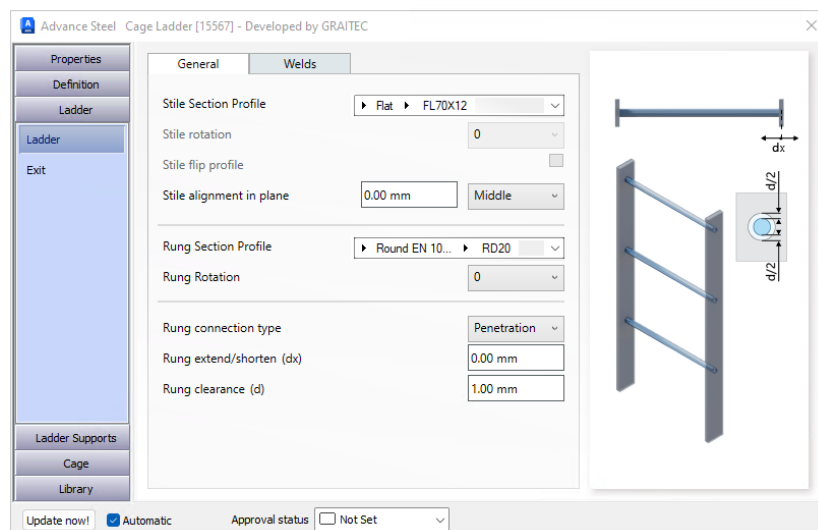 Advance Steel Cage Ladder [15567] - Developed by GRAITEC
Properties
Definition
Ladder
Ladder
Exit
Ladder Supports
Cage
Library
General Welds
Stile Section Profile Flat FL70X12
Stile rotation 0
Stile flip profile
Stile alignment in plane 0.00 mm Middle
Rung Section Profile Round EN 10... RD20
Rung Rotation 0
Rung connection type Penetration
Rung extend/shorten (dx) 0.00 mm
Rung clearance (d) 1.00 mm
dx
d/2
d/2
Update now! Automatic Approval status Not Set